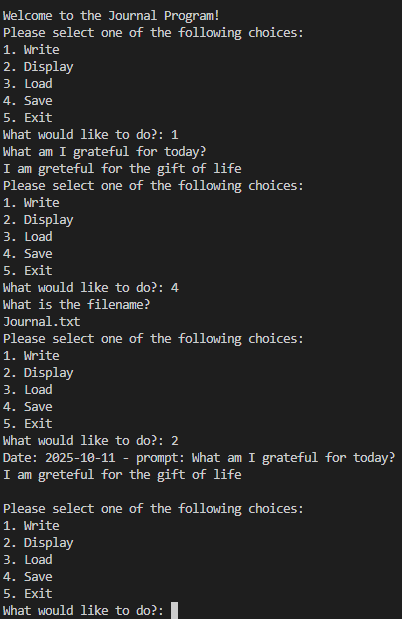 Welcome to the Journal Program!
Please select one of the following choices:
1. Write
2. Display
3. Load
4. Save
5. Exit
What would like to do?: 1
What am I grateful for today?
I am greteful for the gift of life
Please select one of the following choices:
1. Write
2. Display
3. Load
4. Save
5. Exit
What would like to do?: 4
What is the filename?
Journal.txt
Please select one of the following choices:
1. Write
2. Display
3. Load
4. Save
5. Exit
What would like to do?: 2
Date: 2025-10-11 - prompt: What am I grateful for today?
I am greteful for the gift of life
Please select one of the following choices:
1. Write
2. Display
3. Load
4. Save
5. Exit
What would like to do?: